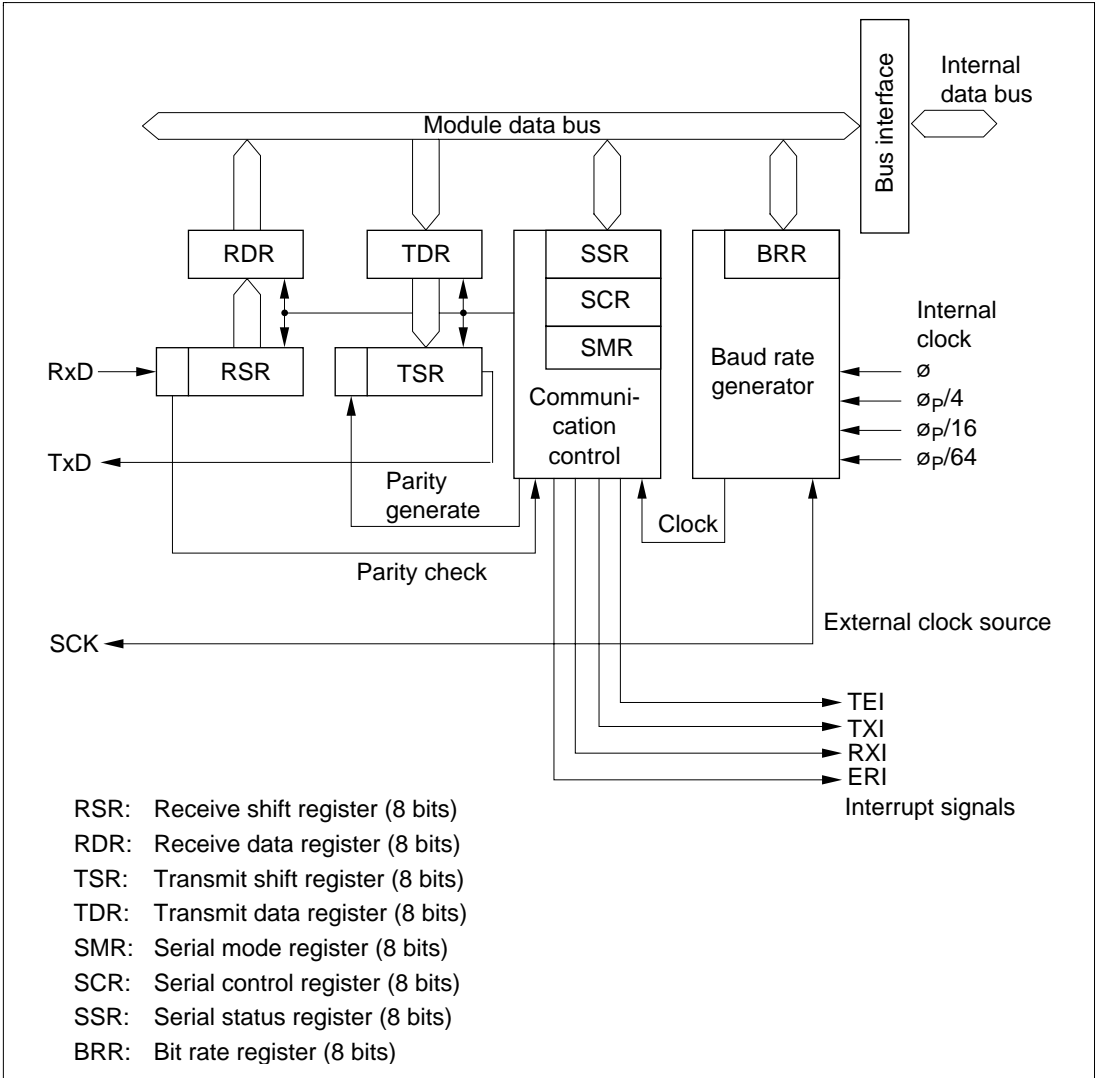 Bus interface
Internal
data bus
Module data bus
RDR
TDR
SSR
BRR
SCR
SMR
RxD
RSR
TSR
Baud rate
generator
Internal
clock
ø
øP/4
øP/16
øP/64
Communi-
cation
control
TxD
Parity
generate
Clock
Parity check
External clock source
SCK
TEI
TXI
RXI
ERI
Interrupt signals
RSR: Receive shift register (8 bits)
RDR: Receive data register (8 bits)
TSR: Transmit shift register (8 bits)
TDR: Transmit data register (8 bits)
SMR: Serial mode register (8 bits)
SCR: Serial control register (8 bits)
SSR: Serial status register (8 bits)
BRR: Bit rate register (8 bits)